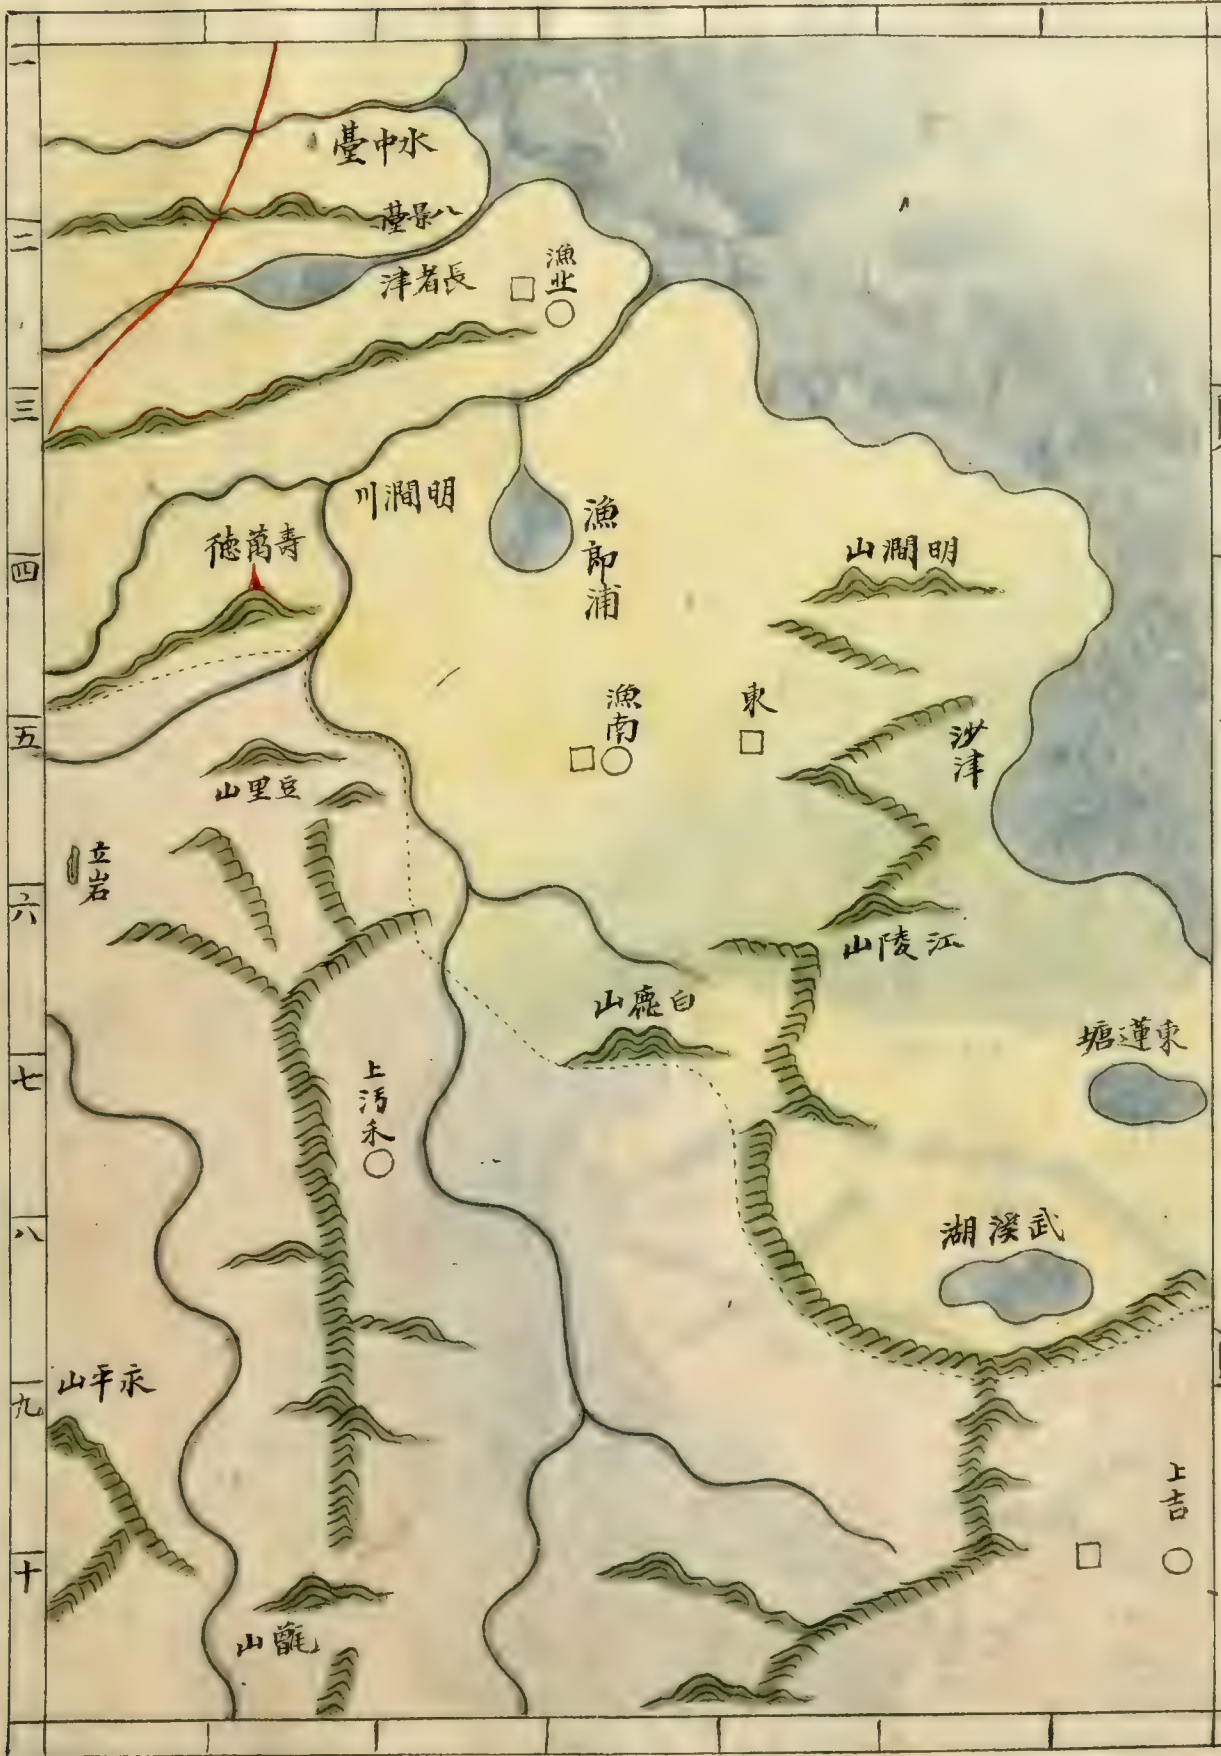 一
二
三
四
五
六
七
八
九
十
水中臺
八景臺
長者津
漁北
明澗川
漁郎浦
壽萬德
明澗山
漁南
東
沙津
豆里山
立岩
江陵山
白鹿山
東蓮塘
上汚禾
武溪湖
永平山
上吉
甑山